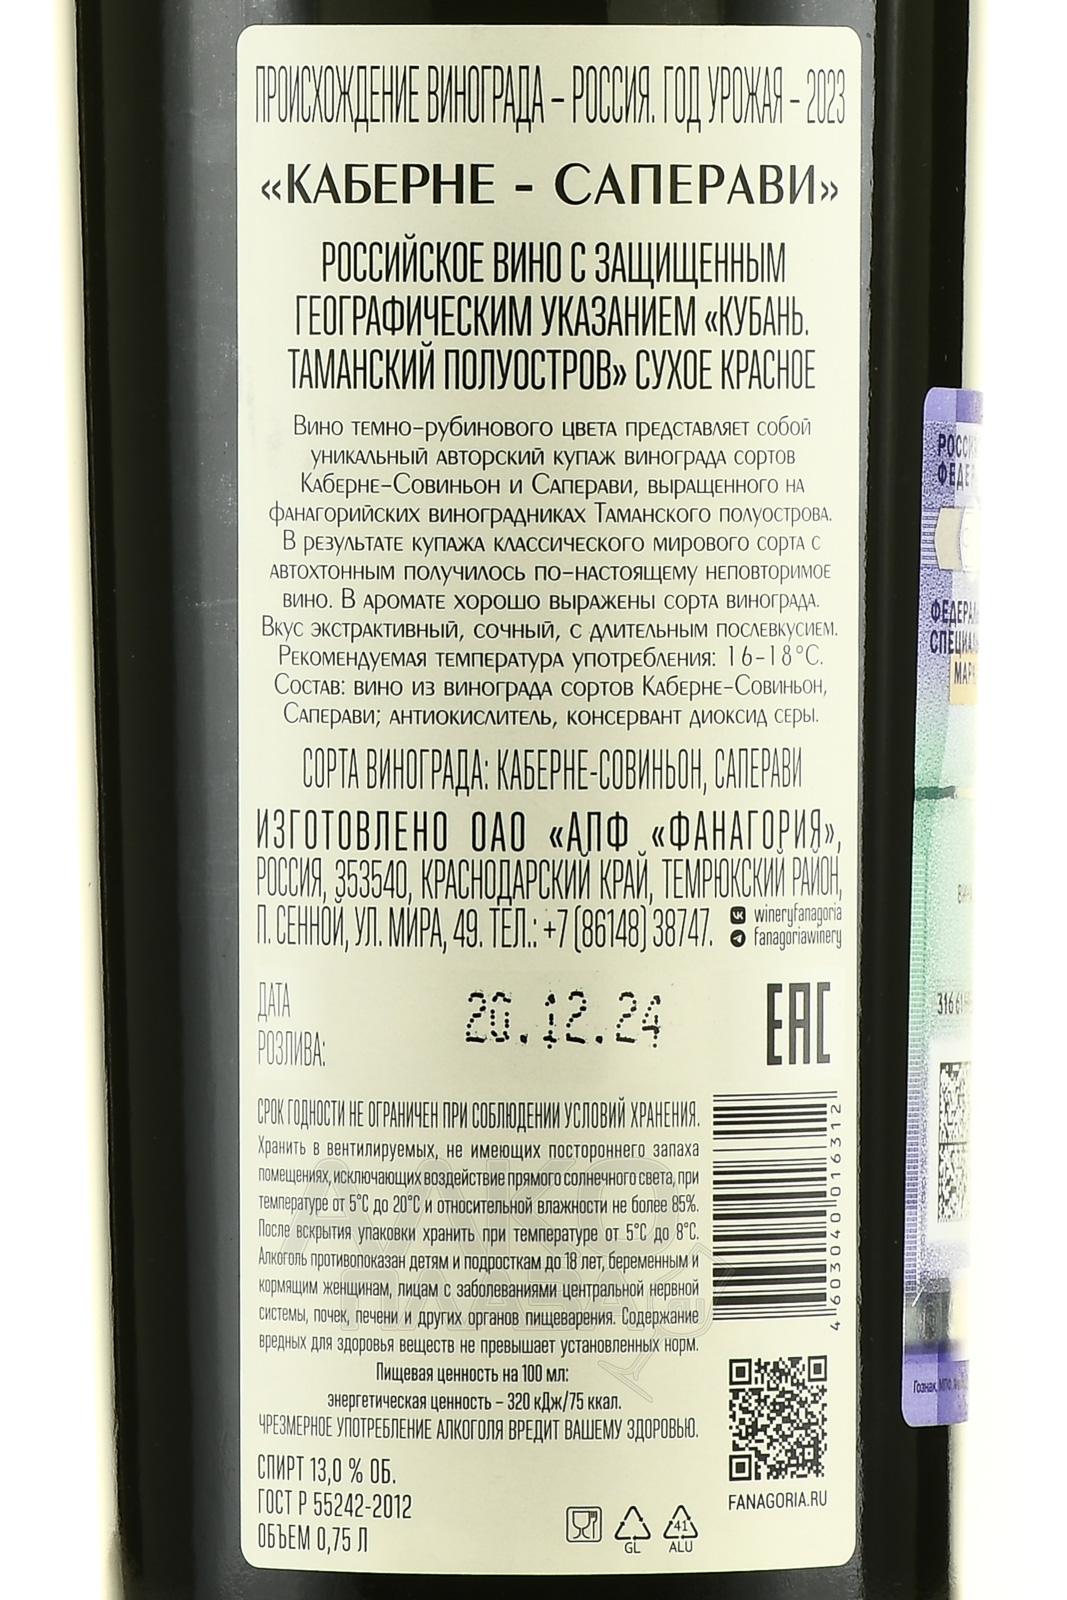 ПРОИСХОЖДЕНИЕ ВИНОГРАДА – РОССИЯ. ГОД УРОЖАЯ – 2023
«КАБЕРНЕ - САПЕРАВИ»
РОССИЙСКОЕ ВИНО С ЗАЩИЩЕННЫМ
ГЕОГРАФИЧЕСКИМ УКАЗАНИЕМ «КУБАНЬ.
ТАМАНСКИЙ ПОЛУОСТРОВ» СУХОЕ КРАСНОЕ
Вино темно-рубинового цвета представляет собой
уникальный авторский купаж винограда сортов
Каберне-Совиньон и Саперави, выращенного на
фанагорийских виноградниках Таманского полуострова.
В результате купажа классического мирового сорта с
автохтонным получилось по-настоящему неповторимое
вино. В аромате хорошо выражены сорта винограда.
Вкус экстрактивный, сочный, с длительным послевкусием.
Рекомендуемая температура употребления: 16-18°С.
Состав: вино из винограда сортов Каберне-Совиньон,
Саперави; антиокислитель, консервант диоксид серы.
СОРТА ВИНОГРАДА: КАБЕРНЕ-СОВИНЬОН, САПЕРАВИ
ИЗГОТОВЛЕНО ОАО «АПФ «ФАНАГОРИЯ»,
РОССИЯ, 353540, КРАСНОДАРСКИЙ КРАЙ, ТЕМРЮКСКИЙ РАЙОН,
П. СЕННОЙ, УЛ. МИРА, 49. ТЕЛ.: +7 (86148) 38747.
wineryfanagoria
fanagoriawinery
ДАТА
РОЗЛИВА:
20.12.24
ЕАС
СРОК ГОДНОСТИ НЕ ОГРАНИЧЕН ПРИ СОБЛЮДЕНИИ УСЛОВИЙ ХРАНЕНИЯ.
Хранить в вентилируемых, не имеющих постороннего запаха
помещениях, исключающих воздействие прямого солнечного света, при
температуре от 5°С до 20°С и относительной влажности не более 85%.
После вскрытия упаковки хранить при температуре от 5°С до 8°С.
Алкоголь противопоказан детям и подросткам до 18 лет, беременным и
кормящим женщинам, лицам с заболеваниями центральной нервной
системы, почек, печени и других органов пищеварения. Содержание
вредных для здоровья веществ не превышает установленных норм.
Пищевая ценность на 100 мл:
энергетическая ценность – 320 кДж/75 ккал.
ЧРЕЗМЕРНОЕ УПОТРЕБЛЕНИЕ АЛКОГОЛЯ ВРЕДИТ ВАШЕМУ ЗДОРОВЬЮ.
СПИРТ 13,0 % ОБ.
ГОСТ Р 55242-2012
ОБЪЕМ 0,75 Л
4603040016312
FANAGORIA.RU
GL
41
ALU